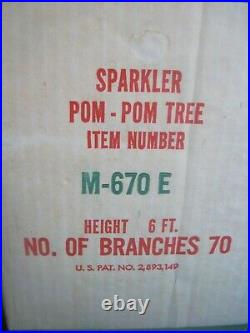 SPARKLER
POM-POM TREE
ITEM NUMBER
M-670 E
HEIGHT 6 FT.
NO. OF BRANCHES 70
U.S. PAT. NO. 2,893,149